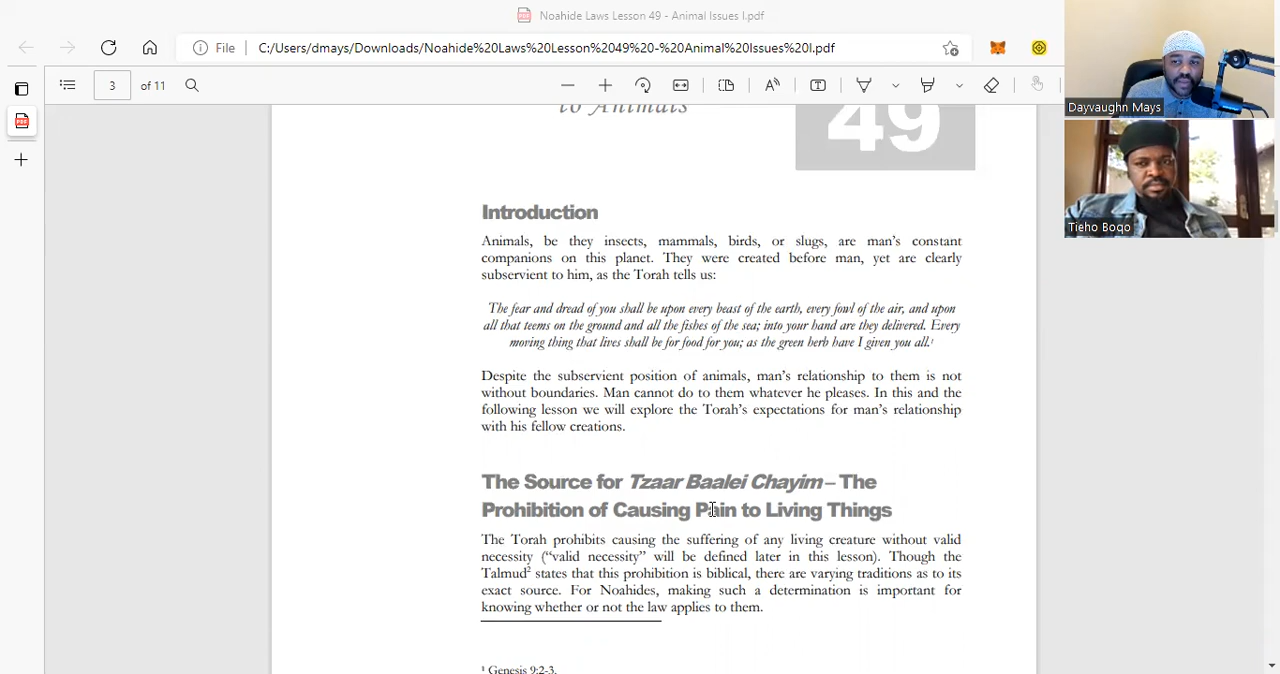 Noahide Laws Lesson 49 - Animal Issues I.pdf
File C:/Users/dmays/Downloads/Noahide%20Laws%20Lesson%2049%20-%20Animal%20Issues%20I.pdf
3 of 11
to Animals
49
Introduction
Animals, be they insects, mammals, birds, or slugs, are man's constant
companions on this planet. They were created before man, yet are clearly
subservient to him, as the Torah tells us:
The fear and dread of you shall be upon every beast of the earth, every fowl of the air, and upon
all that teems on the ground and all the fishes of the sea; into your hand are they delivered. Every
moving thing that lives shall be for food for you; as the green herb have I given you all.¹
Despite the subservient position of animals, man's relationship to them is not
without boundaries. Man cannot do to them whatever he pleases. In this and the
following lesson we will explore the Torah's expectations for man's relationship
with his fellow creations.
The Source for Tzaar Baalei Chayim – The
Prohibition of Causing Pain to Living Things
The Torah prohibits causing the suffering of any living creature without valid
necessity ("valid necessity" will be defined later in this lesson). Though the
Talmud² states that this prohibition is biblical, there are varying traditions as to its
exact source. For Noahides, making such a determination is important for
knowing whether or not the law applies to them.
¹ Genesis 9:2-3.
Dayvaughn Mays
Tieho Boqo